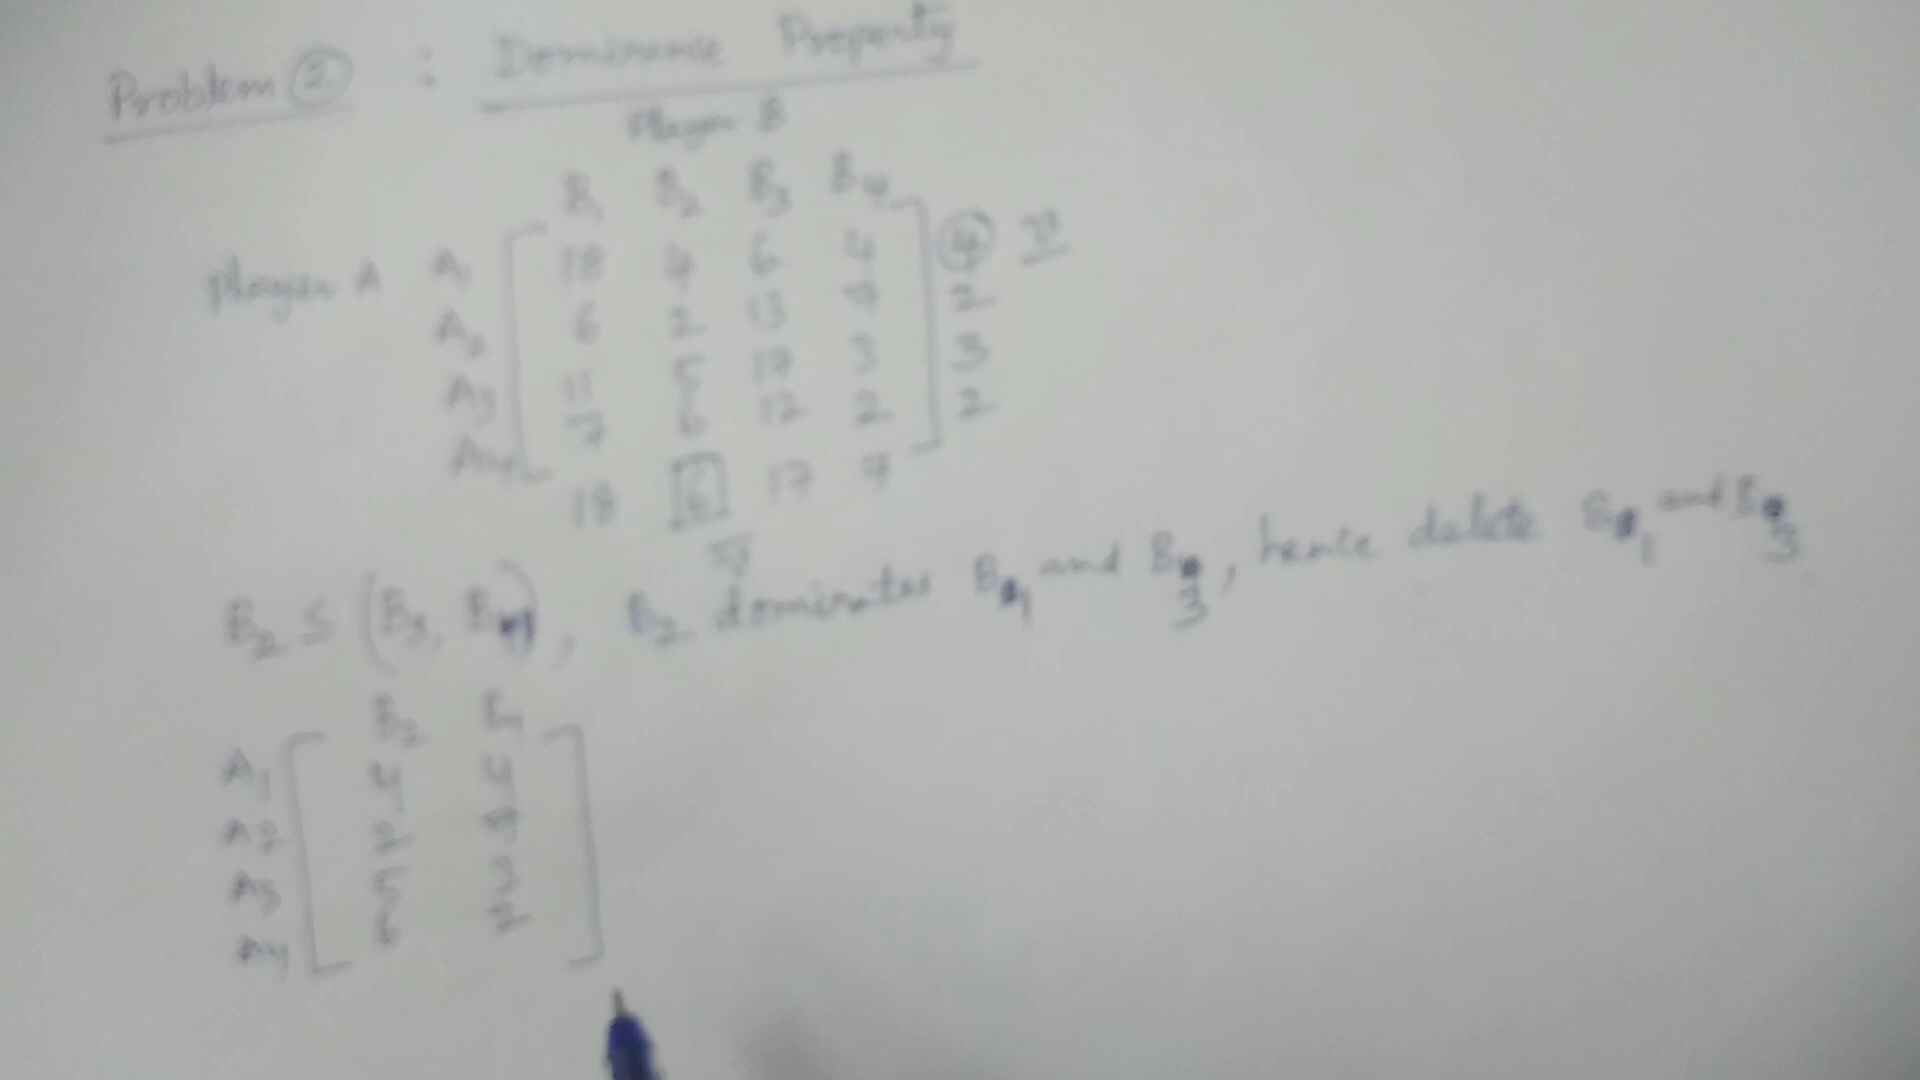 Problem ② : Dominance Property
Player B
B1 B2 B3 B4
player A A1 18 4 6 4 ④
A2 6 2 13 7 2
A3 11 5 17 3 3
A4 7 6 12 2 2
18 6 17 7
B2 ≤ (B3, B1), B2 dominates B1 and B3, hence delete B1 and B3
B2 B4
A1 4 4
A2 2 7
A3 5 3
A4 6 2